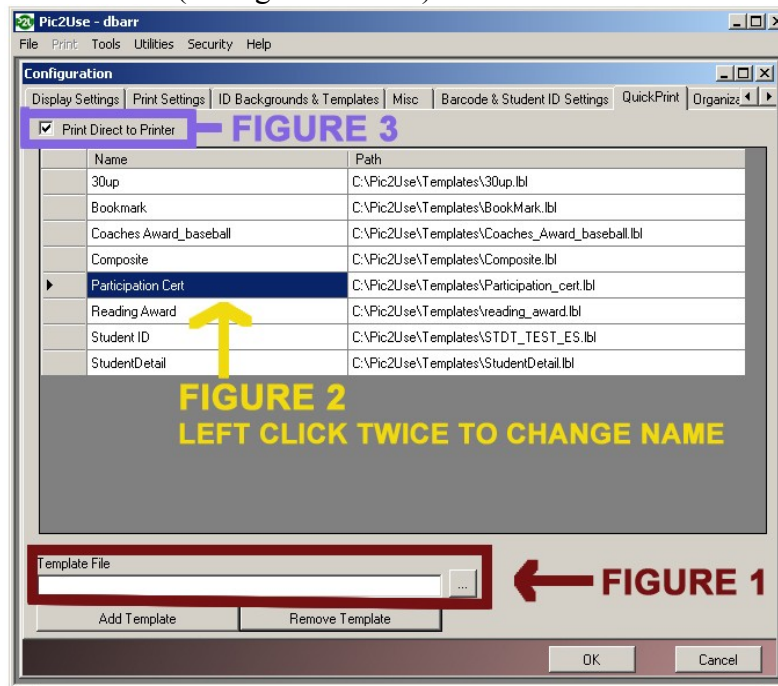 Pic2Use - dbarr
File Print Tools Utilities Security Help
Configuration
Display Settings Print Settings ID Backgrounds & Templates Misc Barcode & Student ID Settings QuickPrint Organiza
Print Direct to Printer FIGURE 3
Name Path
30up C:\Pic2Use\Templates\30up.lbl
Bookmark C:\Pic2Use\Templates\BookMark.lbl
Coaches Award_baseball C:\Pic2Use\Templates\Coaches_Award_baseball.lbl
Composite C:\Pic2Use\Templates\Composite.lbl
Participation Cert C:\Pic2Use\Templates\Participation_cert.lbl
Reading Award C:\Pic2Use\Templates\reading_award.lbl
Student ID C:\Pic2Use\Templates\STDT_TEST_ES.lbl
StudentDetail C:\Pic2Use\Templates\StudentDetail.lbl
FIGURE 2
LEFT CLICK TWICE TO CHANGE NAME
Template File
... FIGURE 1
Add Template Remove Template
OK Cancel